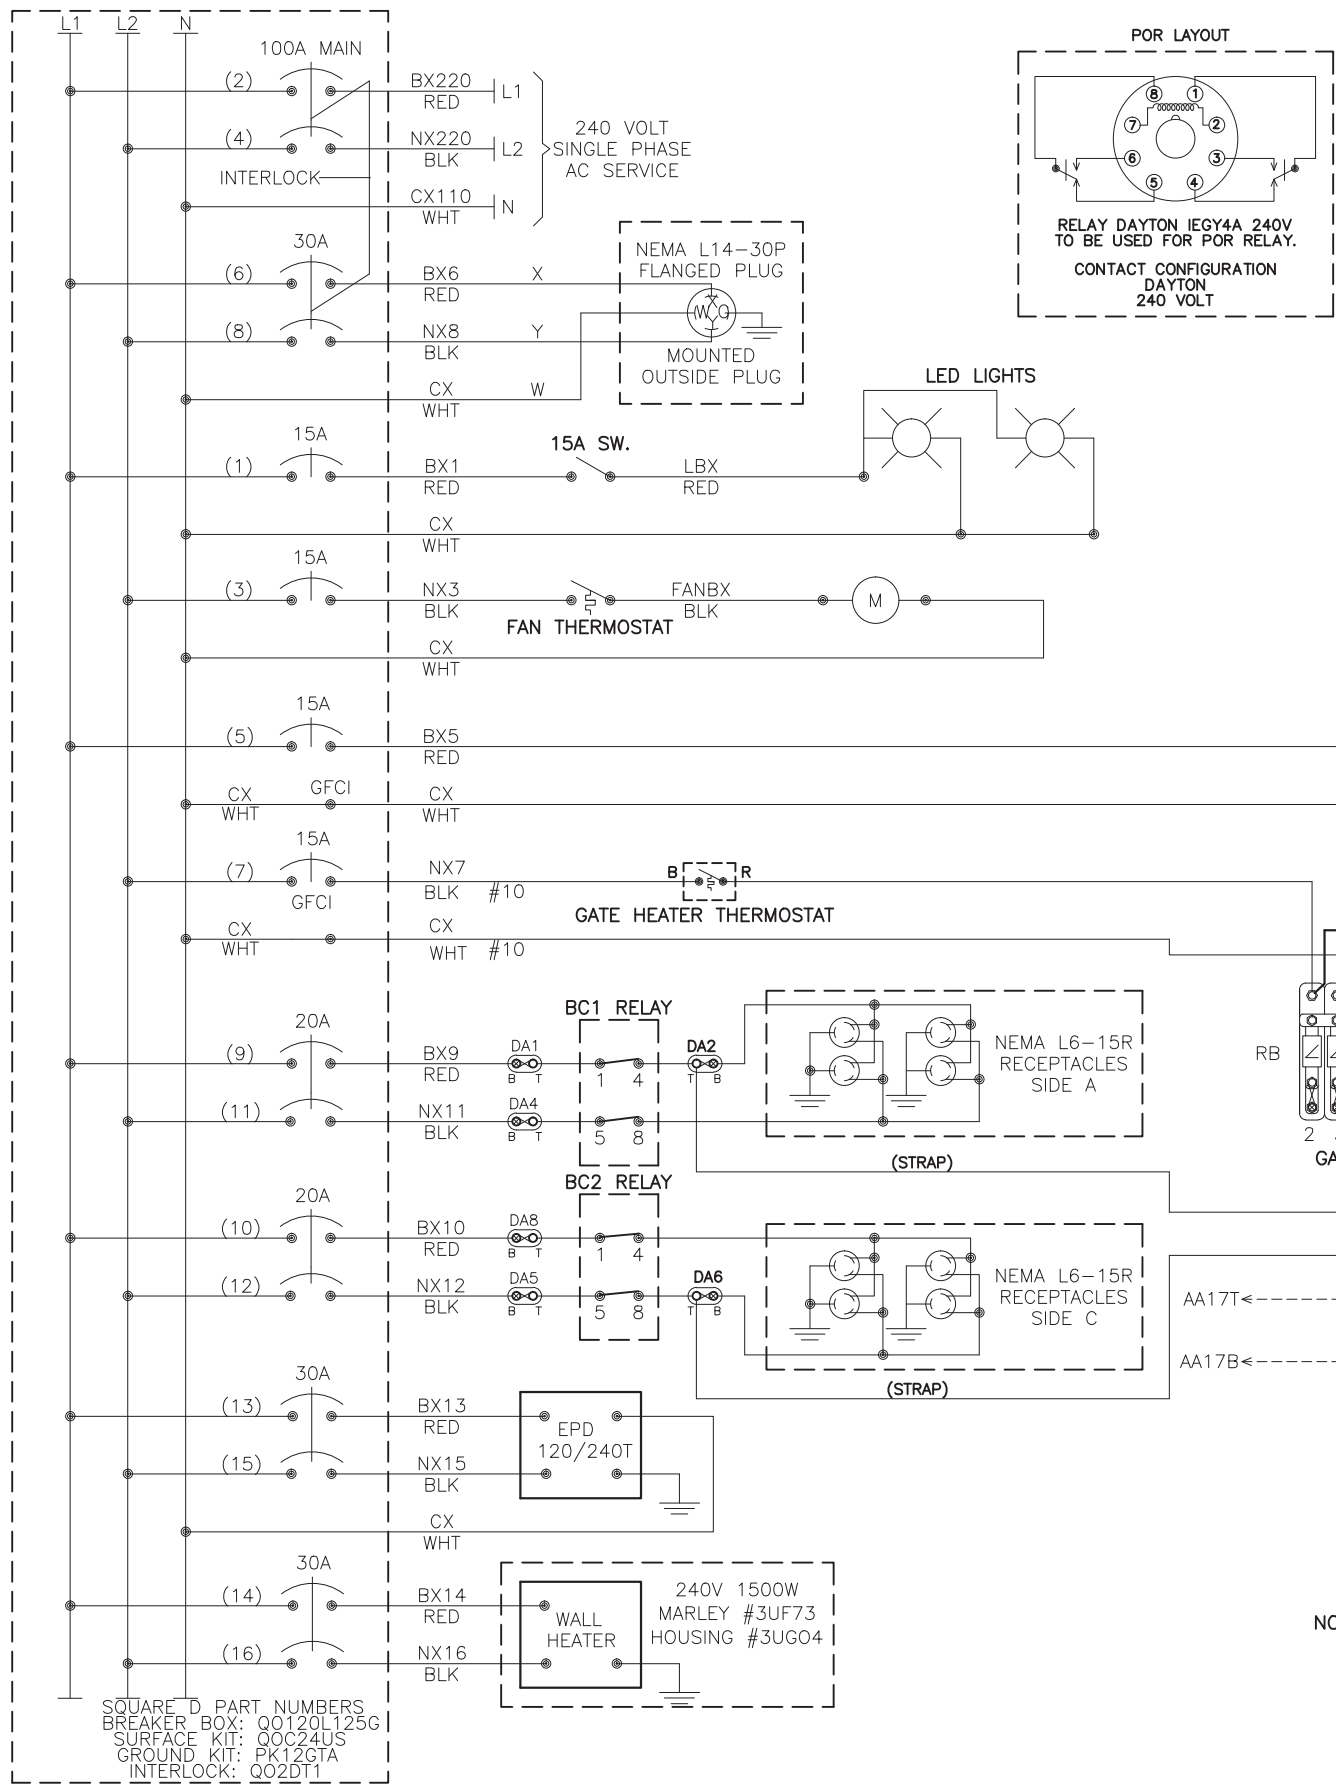 L1 L2 N
100A MAIN
(2) BX220 L1
RED
(4) NX220 L2
BLK
240 VOLT
SINGLE PHASE
AC SERVICE
INTERLOCK
CX110 N
WHT
POR LAYOUT
8 1
7 2
6 3
5 4
RELAY DAYTON IEGY4A 240V
TO BE USED FOR POR RELAY.
CONTACT CONFIGURATION
DAYTON
240 VOLT
30A
(6) BX6 X
RED
(8) NX8 Y
BLK
CX W
WHT
NEMA L14-30P
FLANGED PLUG
X
W G
Y
MOUNTED
OUTSIDE PLUG
LED LIGHTS
15A
(1) BX1 15A SW. LBX
RED RED
CX
WHT
15A
(3) NX3 FANBX M
BLK BLK
FAN THERMOSTAT
CX
WHT
15A
(5) BX5
RED
CX GFCI CX
WHT WHT
15A
(7) NX7 B R
BLK #10
GFCI
GATE HEATER THERMOSTAT
CX CX
WHT WHT #10
RB
2
GA
20A BC1 RELAY
(9) BX9 DA1 DA2
RED B T 1 4 T B
(11) NX11 DA4
BLK B T 5 8
NEMA L6-15R
RECEPTACLES
SIDE A
(STRAP)
20A BC2 RELAY
(10) BX10 DA8
RED B T 1 4
(12) NX12 DA5 DA6
BLK B T 5 8 T B
NEMA L6-15R
RECEPTACLES
SIDE C
(STRAP)
AA17T
AA17B
30A
(13) BX13
RED
(15) NX15
BLK
EPD
120/240T
CX
WHT
30A
(14) BX14
RED
(16) NX16
BLK
WALL
HEATER
240V 1500W
MARLEY #3UF73
HOUSING #3UG04
NO
SQUARE D PART NUMBERS
BREAKER BOX: QO120L125G
SURFACE KIT: QOC24US
GROUND KIT: PK12GTA
INTERLOCK: QO2DT1